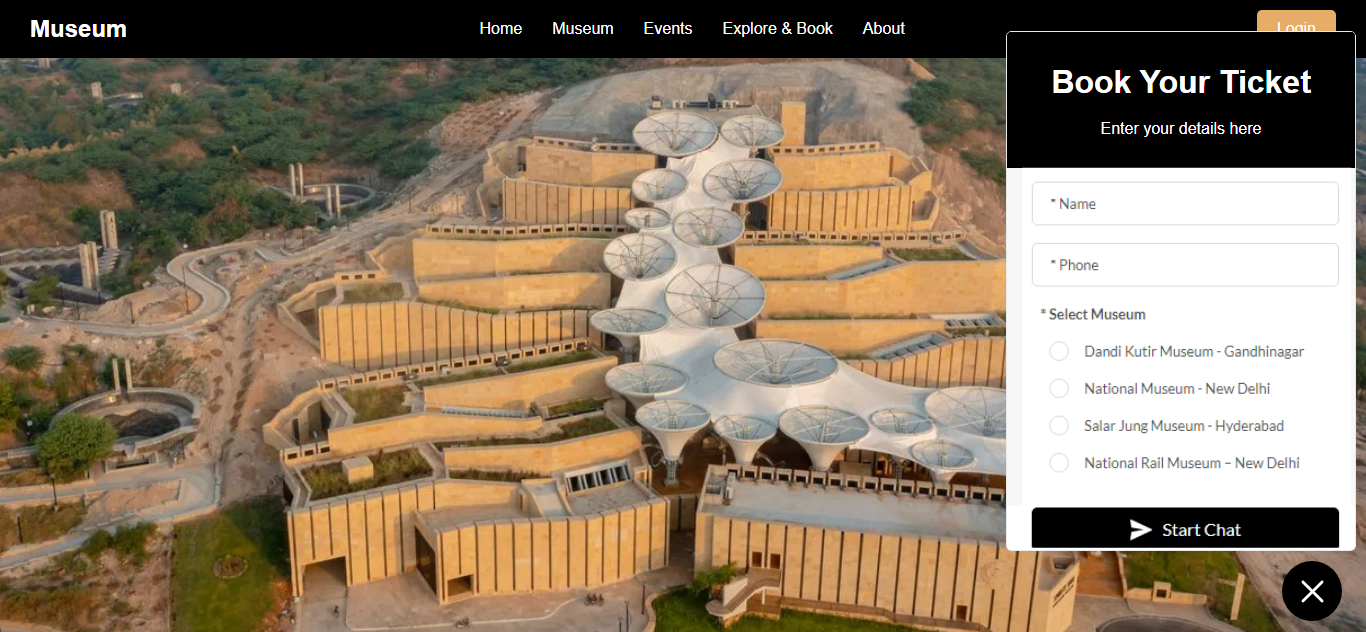 Museum
Home
Museum
Events
Explore & Book
About
Login
Book Your Ticket
Enter your details here
* Name
* Phone
* Select Museum
Dandi Kutir Museum - Gandhinagar
National Museum - New Delhi
Salar Jung Museum - Hyderabad
National Rail Museum – New Delhi
Start Chat